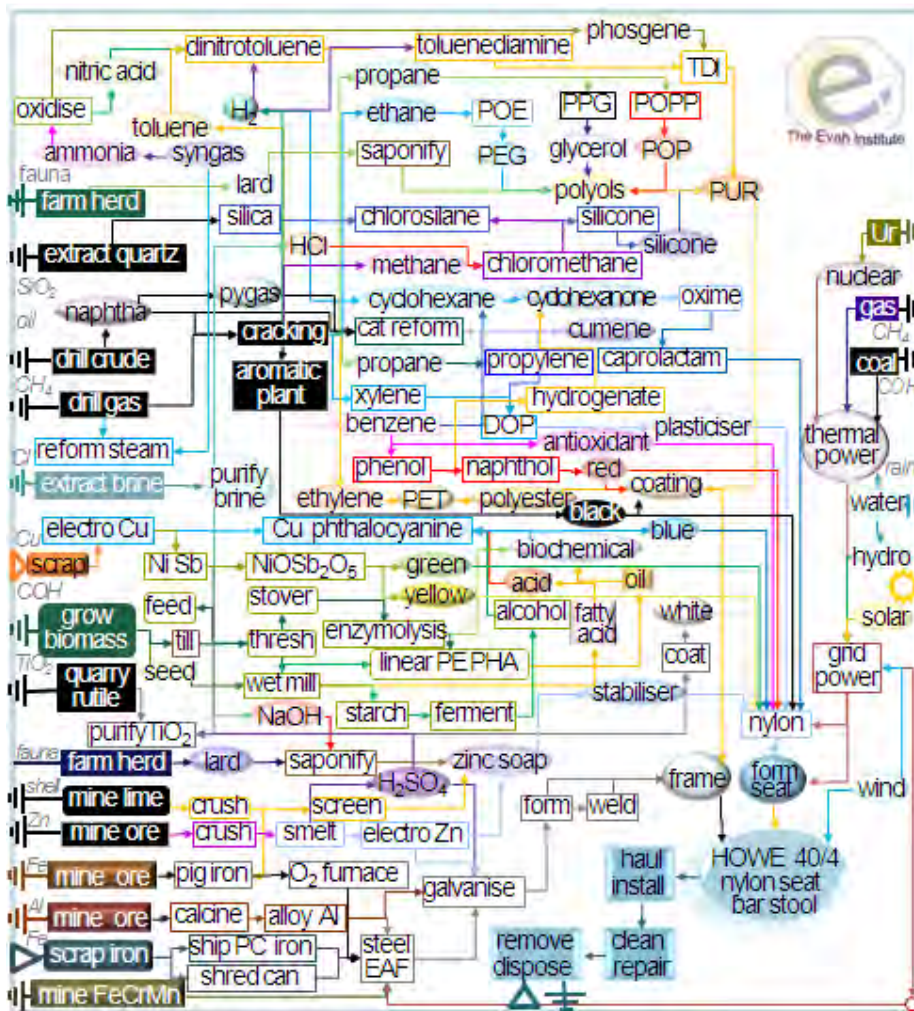 phosgene
dinitrotoluene
toluenediamine
TDI
nitric acid
oxidise
H2
propane
ethane
POE
PPG
POPP
toluene
ammonia
syngas
saponify
PEG
glycerol
POP
fauna
farm herd
lard
polyols
PUR
The Evah Institute
silica
chlorosilane
silicone
extract quartz
HCl
silicone
Ur
methane
chloromethane
nuclear
SiO2
pygas
cyclohexane
cyclohexanone
oxime
gas
oil
naphtha
cracking
cat reform
cumene
CH4
drill crude
aromatic
plant
propane
propylene
caprolactam
coal
COH
CH4
drill gas
xylene
hydrogenate
benzene
DOP
plasticiser
thermal
power
reform steam
antioxidant
Cl
phenol
naphthol
red
rain
extract brine
purify
brine
coating
water
ethylene
PET
polyester
black
electro Cu
Cu phthalocyanine
blue
Cu
scrap
Ni Sb
NiOSb2O5
green
biochemical
hydro
COH
stover
yellow
acid
oil
solar
grow
biomass
feed
till
thresh
enzymolysis
alcohol
fatty
acid
white
TiO2
seed
linear PE PHA
coat
grid
power
quarry
rutile
wet mill
stabiliser
NaOH
starch
ferment
nylon
purify TiO2
fauna
farm herd
lard
saponify
zinc soap
H2SO4
frame
form
seat
wind
shell
mine lime
crush
screen
form
weld
Zn
mine ore
crush
smelt
electro Zn
HOWE 40/4
nylon seat
bar stool
Fe
mine ore
pig iron
O2 furnace
galvanise
haul
install
Al
mine ore
calcine
alloy Al
steel
EAF
remove
dispose
clean
repair
Fe
scrap iron
ship PC iron
shred can
mine FeCrMn